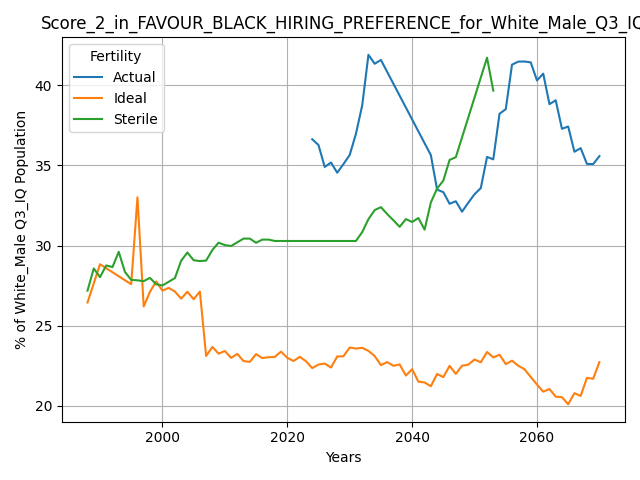 Score_2_in_FAVOUR_BLACK_HIRING_PREFERENCE_for_White_Male_Q3_IQ
Fertility
Actual
Ideal
Sterile
% of White_Male Q3_IQ Population
40
35
30
25
20
2000
2020
2040
2060
Years